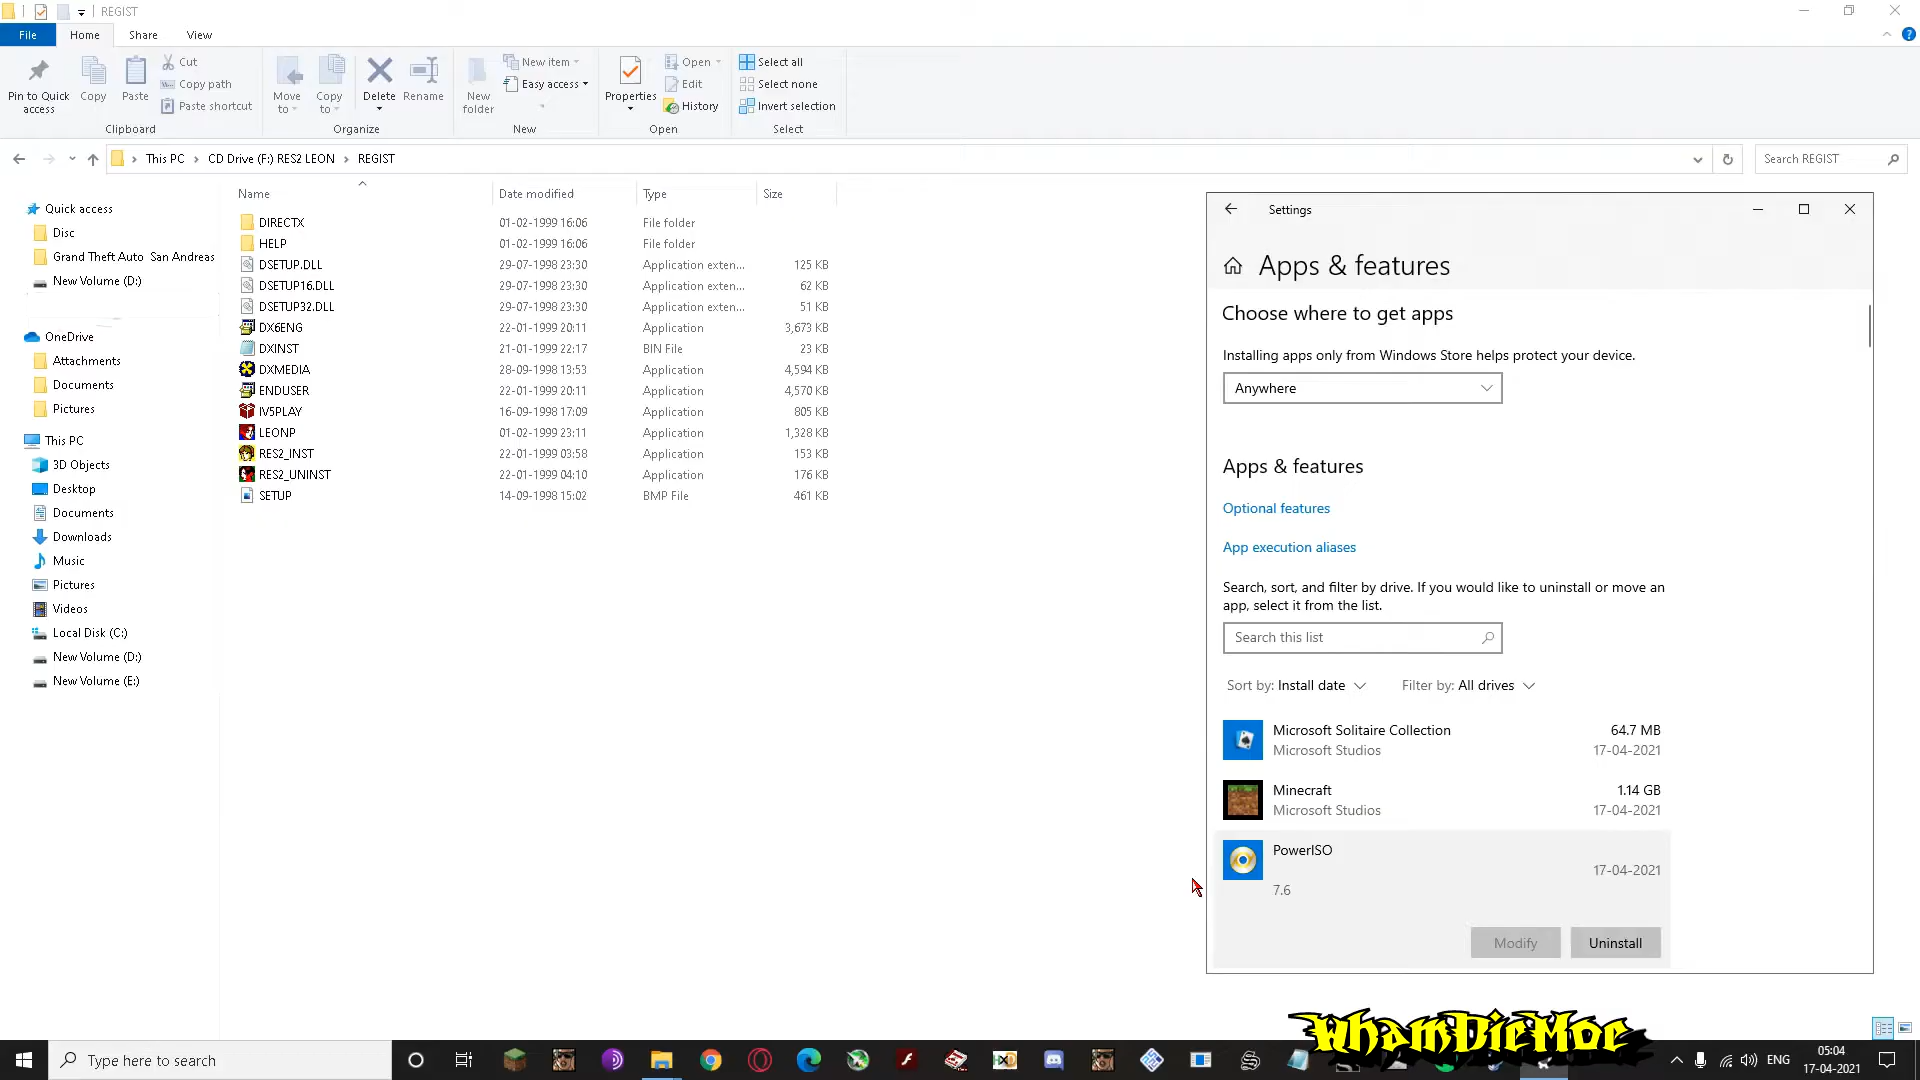 REGIST
File Home Share View
Pin to Quick access
Copy
Paste
Cut
Copy path
Paste shortcut
Clipboard
Move to
Copy to
Delete
Rename
Organize
New folder
New item
Easy access
New
Properties
Open
Edit
History
Open
Select all
Select none
Invert selection
Select
This PC › CD Drive (F:) RES2 LEON › REGIST
Search REGIST
Name Date modified Type Size
Quick access
Disc
Grand Theft Auto San Andreas
New Volume (D:)
OneDrive
Attachments
Documents
Pictures
This PC
3D Objects
Desktop
Documents
Downloads
Music
Pictures
Videos
Local Disk (C:)
New Volume (D:)
New Volume (E:)
DIRECTX 01-02-1999 16:06 File folder
HELP 01-02-1999 16:06 File folder
DSETUP.DLL 29-07-1998 23:30 Application exten... 125 KB
DSETUP16.DLL 29-07-1998 23:30 Application exten... 62 KB
DSETUP32.DLL 29-07-1998 23:30 Application exten... 51 KB
DX6ENG 22-01-1999 20:11 Application 3,673 KB
DXINST 21-01-1999 22:17 BIN File 23 KB
DXMEDIA 28-09-1998 13:53 Application 4,594 KB
ENDUSER 22-01-1999 20:11 Application 4,570 KB
IV5PLAY 16-09-1998 17:09 Application 805 KB
LEONP 01-02-1999 23:11 Application 1,328 KB
RES2_INST 22-01-1999 03:58 Application 153 KB
RES2_UNINST 22-01-1999 04:10 Application 176 KB
SETUP 14-09-1998 15:02 BMP File 461 KB
Settings
Apps & features
Choose where to get apps
Installing apps only from Windows Store helps protect your device.
Anywhere
Apps & features
Optional features
App execution aliases
Search, sort, and filter by drive. If you would like to uninstall or move an
app, select it from the list.
Search this list
Sort by: Install date Filter by: All drives
Microsoft Solitaire Collection 64.7 MB
Microsoft Studios 17-04-2021
Minecraft 1.14 GB
Microsoft Studios 17-04-2021
PowerISO
17-04-2021
7.6
Modify Uninstall
WhamDieMoe
Type here to search
ENG
05:04
17-04-2021